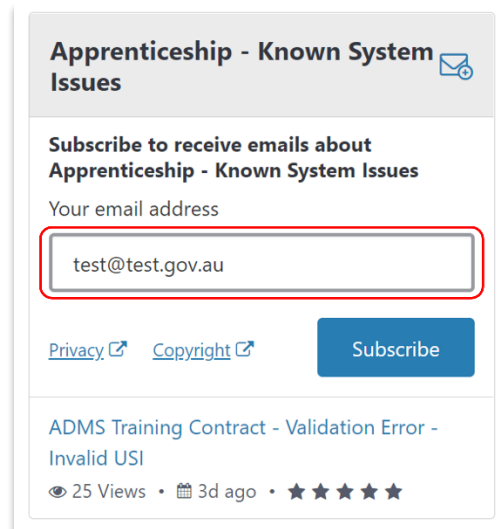 Apprenticeship - Known System
Issues
Subscribe to receive emails about
Apprenticeship - Known System Issues
Your email address
test@test.gov.au
Privacy Copyright Subscribe
ADMS Training Contract - Validation Error -
Invalid USI
25 Views • 3d ago •